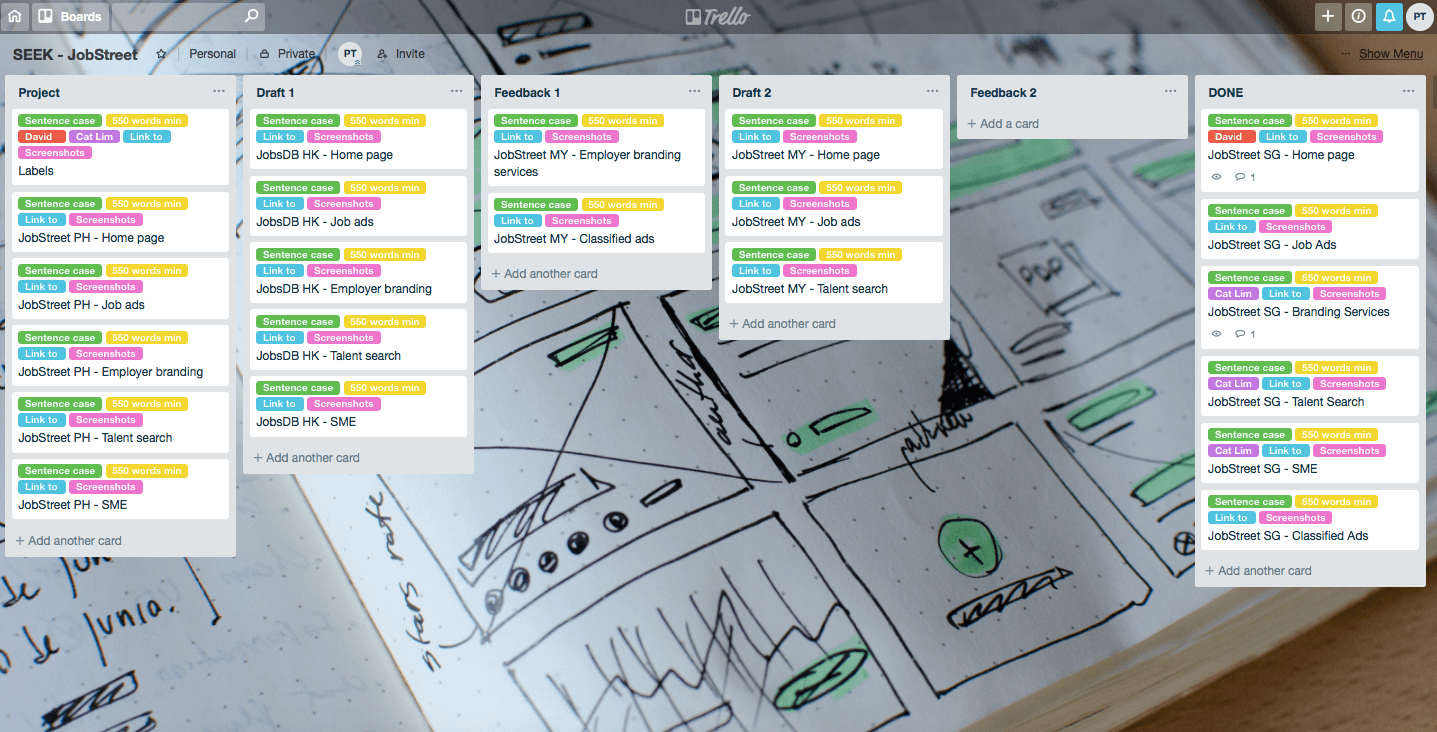 Boards
Trello
PT
SEEK - JobStreet
Personal
Private
PT
Invite
Show Menu
Project
Sentence case 550 words min
David Cat Lim Link to
Screenshots
Labels
Sentence case 550 words min
Link to Screenshots
JobStreet PH - Home page
Sentence case 550 words min
Link to Screenshots
JobStreet PH - Job ads
Sentence case 550 words min
Link to Screenshots
JobStreet PH - Employer branding
Sentence case 550 words min
Link to Screenshots
JobStreet PH - Talent search
Sentence case 550 words min
Link to Screenshots
JobStreet PH - SME
+ Add another card
Draft 1
Sentence case 550 words min
Link to Screenshots
JobsDB HK - Home page
Sentence case 550 words min
Link to Screenshots
JobsDB HK - Job ads
Sentence case 550 words min
Link to Screenshots
JobsDB HK - Employer branding
Sentence case 550 words min
Link to Screenshots
JobsDB HK - Talent search
Sentence case 550 words min
Link to Screenshots
JobsDB HK - SME
+ Add another card
Feedback 1
Sentence case 550 words min
Link to Screenshots
JobStreet MY - Employer branding
services
Sentence case 550 words min
Link to Screenshots
JobStreet MY - Classified ads
+ Add another card
Draft 2
Sentence case 550 words min
Link to Screenshots
JobStreet MY - Home page
Sentence case 550 words min
Link to Screenshots
JobStreet MY - Job ads
Sentence case 550 words min
Link to Screenshots
JobStreet MY - Talent search
+ Add another card
Feedback 2
+ Add a card
DONE
Sentence case 550 words min
David Link to Screenshots
JobStreet SG - Home page
1
Sentence case 550 words min
Link to Screenshots
JobStreet SG - Job Ads
Sentence case 550 words min
Cat Lim Link to Screenshots
JobStreet SG - Branding Services
1
Sentence case 550 words min
Cat Lim Link to Screenshots
JobStreet SG - Talent Search
Sentence case 550 words min
Cat Lim Link to Screenshots
JobStreet SG - SME
Sentence case 550 words min
Link to Screenshots
JobStreet SG - Classified Ads
+ Add another card
PDP
stars rate
de Junia.